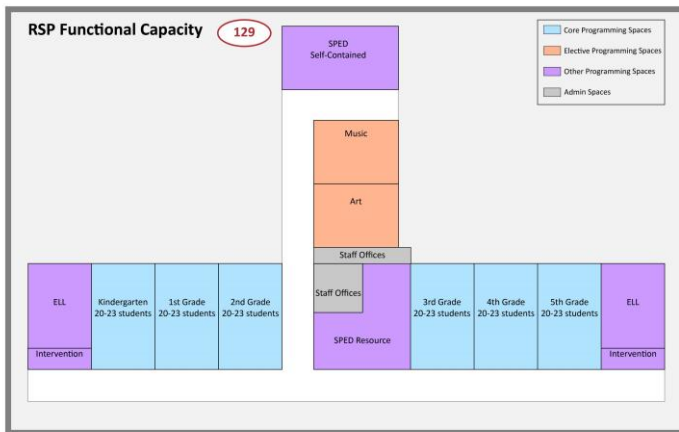 RSP Functional Capacity 129
SPED
Self-Contained
Core Programming Spaces
Elective Programming Spaces
Other Programming Spaces
Admin Spaces
Music
Art
Staff Offices
ELL
Intervention
Kindergarten
20-23 students
1st Grade
20-23 students
2nd Grade
20-23 students
Staff Offices
SPED Resource
3rd Grade
20-23 students
4th Grade
20-23 students
5th Grade
20-23 students
ELL
Intervention